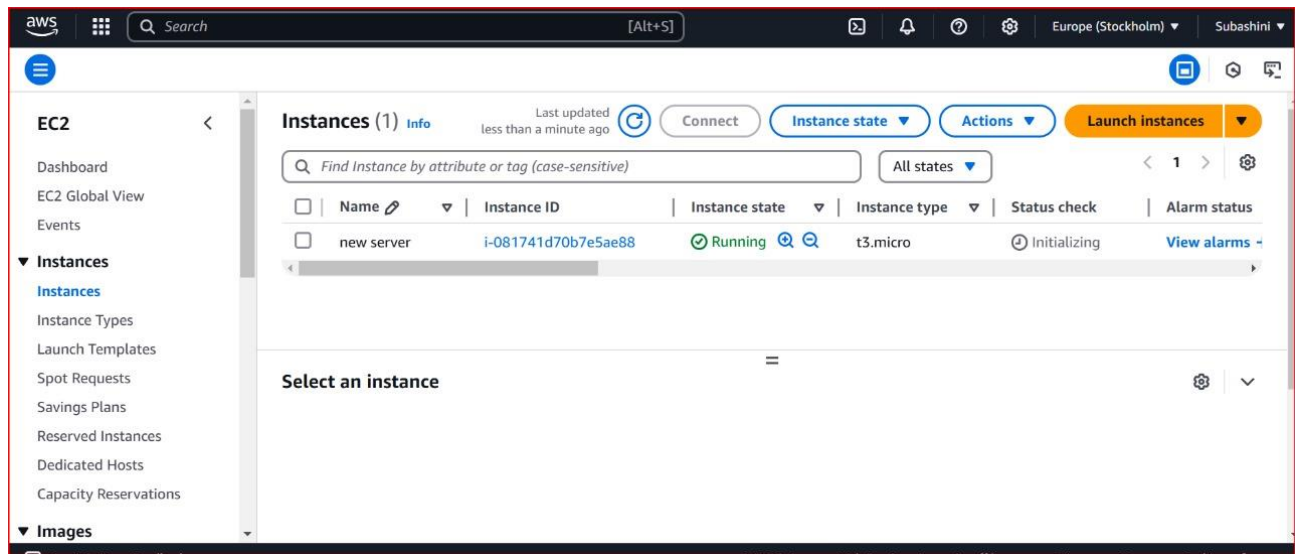 aws Search [Alt+S] Europe (Stockholm) Subashini
EC2
Dashboard
EC2 Global View
Events
Instances
Instances
Instance Types
Launch Templates
Spot Requests
Savings Plans
Reserved Instances
Dedicated Hosts
Capacity Reservations
Images
Instances (1) Info
Last updated
less than a minute ago
Connect Instance state Actions Launch instances
Find Instance by attribute or tag (case-sensitive) All states 1
Name Instance ID Instance state Instance type Status check Alarm status
new server i-081741d70b7e5ae88 Running t3.micro Initializing View alarms
Select an instance